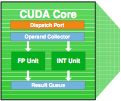 CUDA Core
Dispatch Port
Operand Collector
FP Unit INT Unit
Result Queue